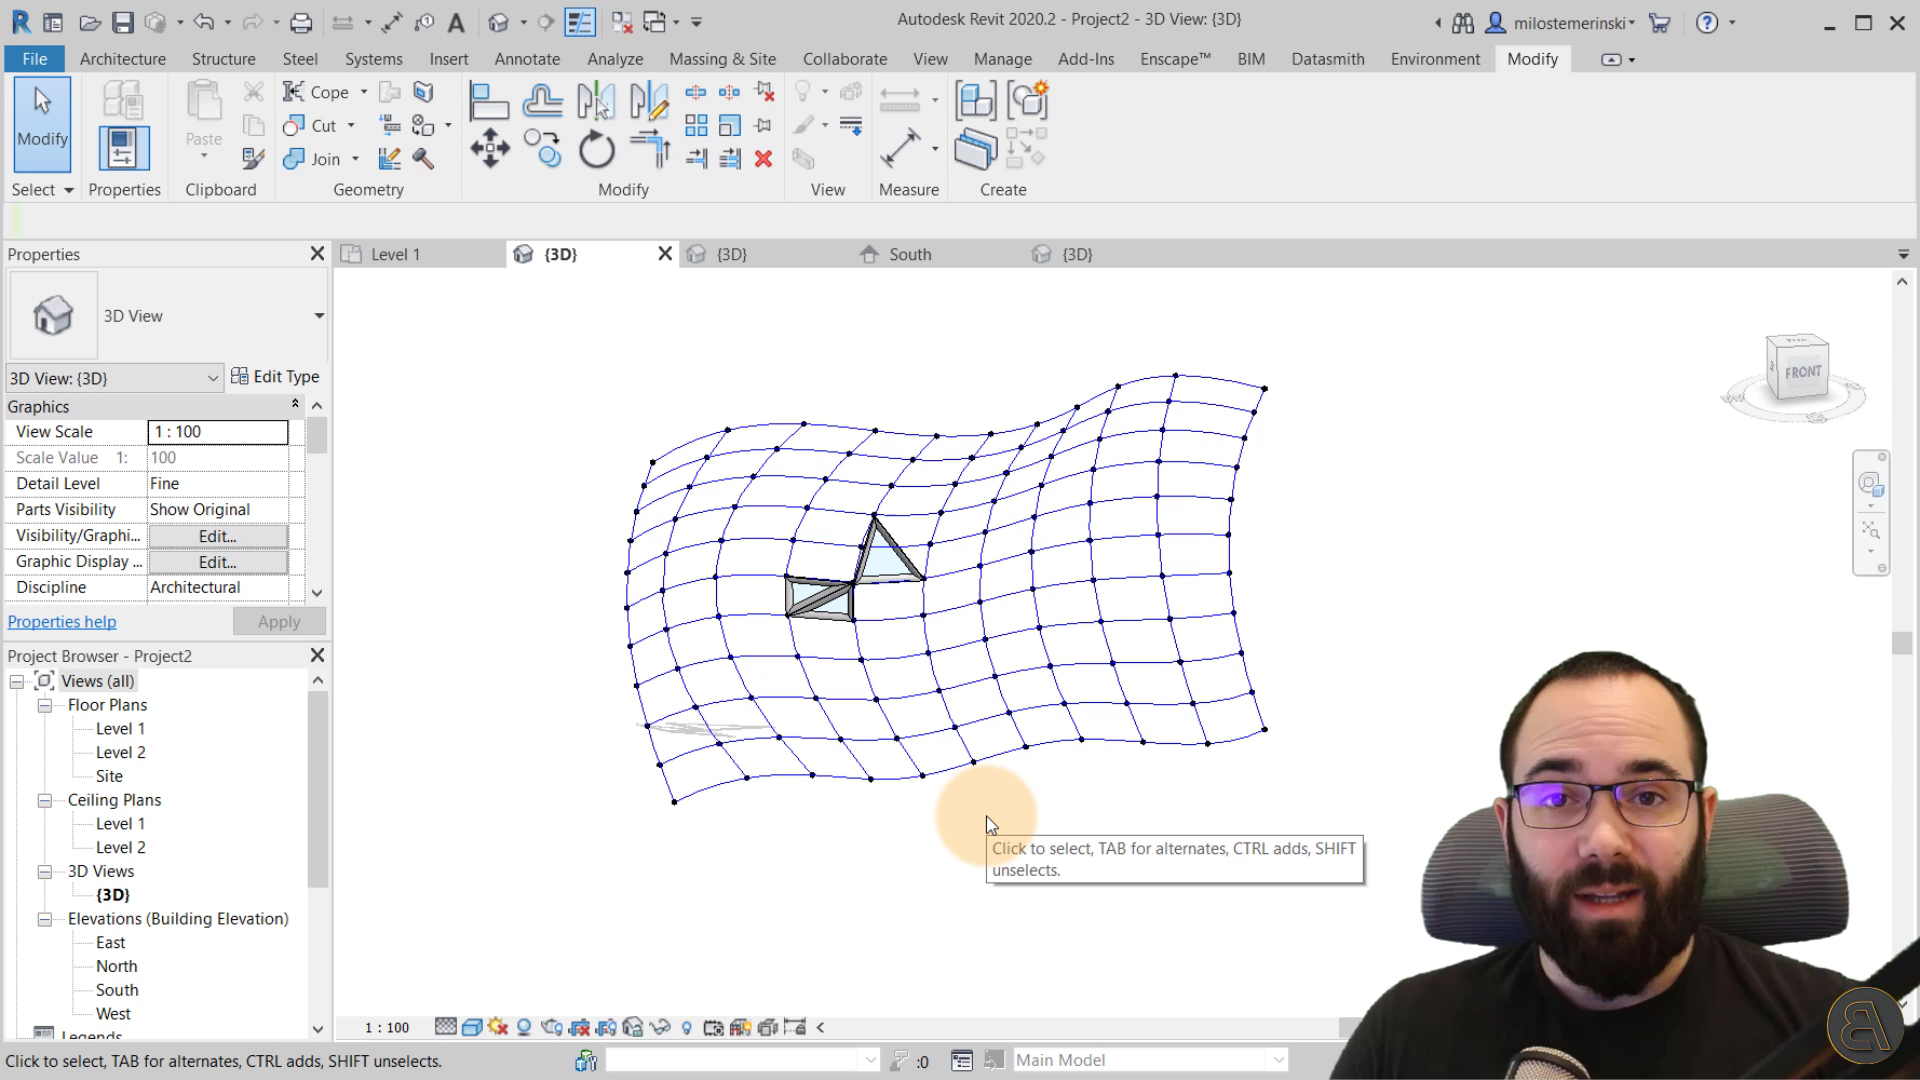 Autodesk Revit 2020.2 - Project2 - 3D View: {3D}
milostemerinski
File Architecture Structure Steel Systems Insert Annotate Analyze Massing & Site Collaborate View Manage Add-Ins Enscape™ BIM Datasmith Environment Modify
Modify
Paste
Cope
Cut
Join
Select Properties Clipboard Geometry Modify View Measure Create
Properties
Level 1 {3D} {3D} South {3D}
3D View
3D View: {3D} Edit Type
Graphics
View Scale 1 : 100
Scale Value 1: 100
Detail Level Fine
Parts Visibility Show Original
Visibility/Graphi... Edit...
Graphic Display ... Edit...
Discipline Architectural
Properties help Apply
Project Browser - Project2
Views (all)
Floor Plans
Level 1
Level 2
Site
Ceiling Plans
Level 1
Level 2
3D Views
{3D}
Elevations (Building Elevation)
East
North
South
West
Legends
FRONT
Click to select, TAB for alternates, CTRL adds, SHIFT
unselects.
1 : 100
Click to select, TAB for alternates, CTRL adds, SHIFT unselects.
:0
Main Model